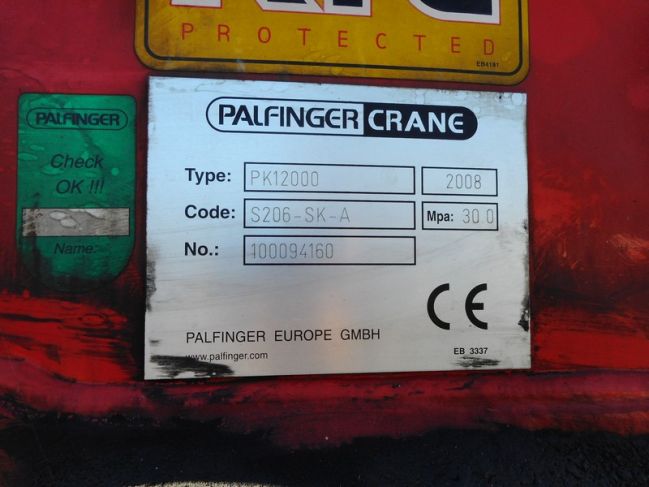 PROTECTED
EB4191
PALFINGER
Check
OK !!!
Name:
PALFINGER CRANE
Type: PK12000 2008
Code: S206-SK-A Mpa: 30.0
No.: 100094160
CE
PALFINGER EUROPE GMBH
www.palfinger.com
EB 3337